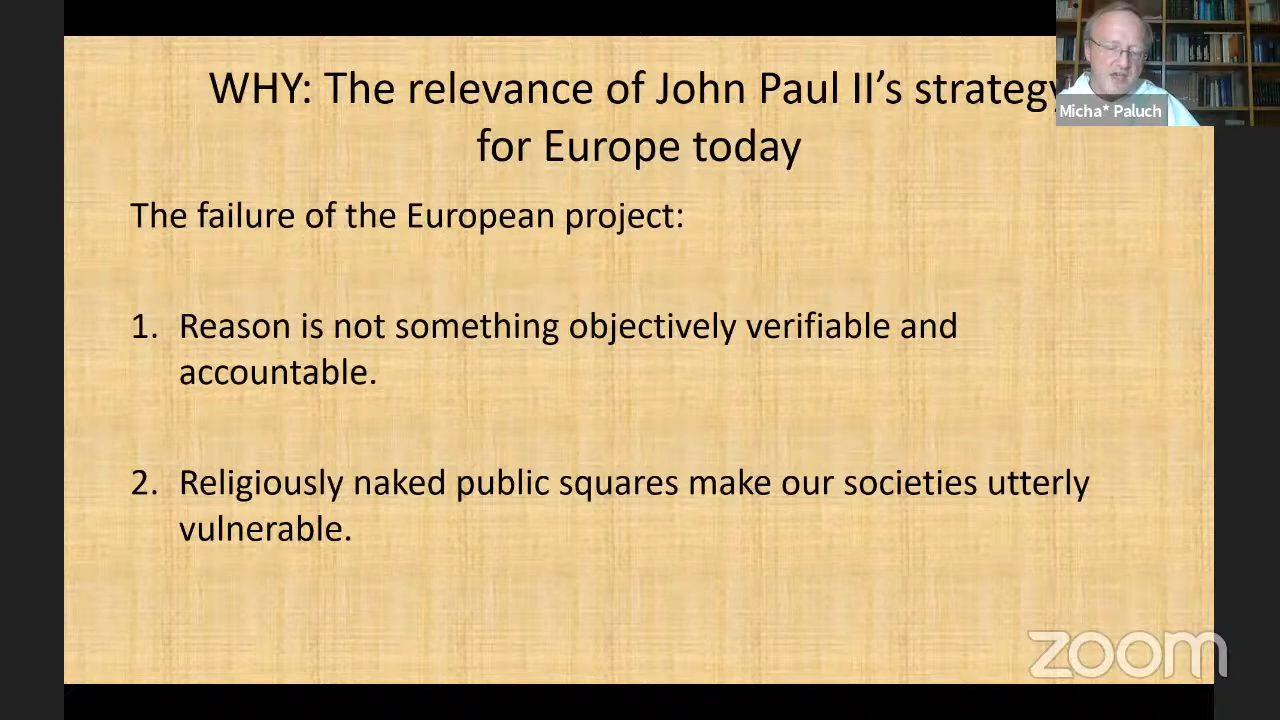 WHY: The relevance of John Paul II’s strategy
for Europe today
Micha* Paluch
The failure of the European project:
1. Reason is not something objectively verifiable and
accountable.
2. Religiously naked public squares make our societies utterly
vulnerable.
zoom